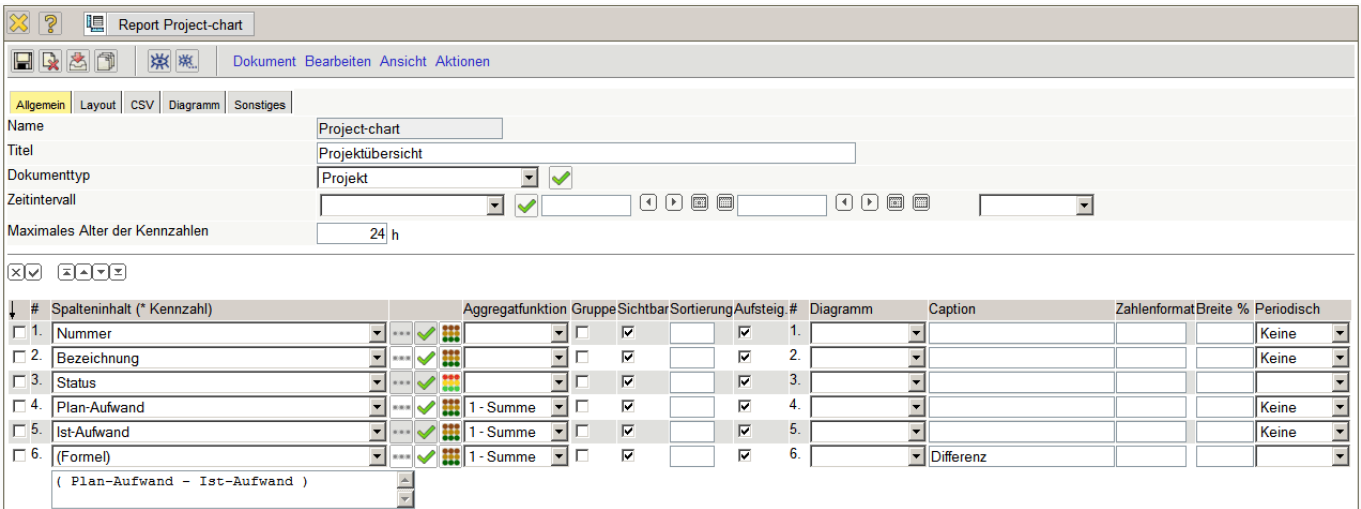 Report Project-chart
Dokument Bearbeiten Ansicht Aktionen
Allgemein Layout CSV Diagramm Sonstiges
Name Project-chart
Titel Projektübersicht
Dokumenttyp Projekt
Zeitintervall
Maximales Alter der Kennzahlen 24 h
# Spalteninhalt (* Kennzahl) Aggregatfunktion Gruppe Sichtbar Sortierung Aufsteig. # Diagramm Caption Zahlenformat Breite % Periodisch
1. Nummer 1. Keine
2. Bezeichnung 2. Keine
3. Status 3.
4. Plan-Aufwand 1 - Summe 4. Keine
5. Ist-Aufwand 1 - Summe 5. Keine
6. (Formel) 1 - Summe 6. Differenz
( Plan-Aufwand - Ist-Aufwand )